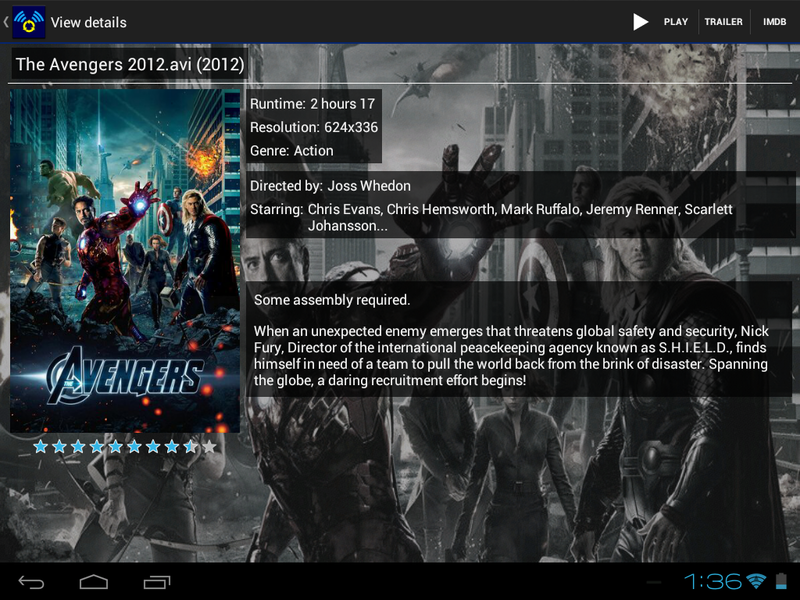 View details
PLAY
TRAILER
IMDB
The Avengers 2012.avi (2012)
Runtime: 2 hours 17
Resolution: 624x336
Genre: Action
Directed by: Joss Whedon
Starring: Chris Evans, Chris Hemsworth, Mark Ruffalo, Jeremy Renner, Scarlett
Johansson...
Some assembly required.
When an unexpected enemy emerges that threatens global safety and security, Nick
Fury, Director of the international peacekeeping agency known as S.H.I.E.L.D., finds
himself in need of a team to pull the world back from the brink of disaster. Spanning
the globe, a daring recruitment effort begins!
AVENGERS
1:36